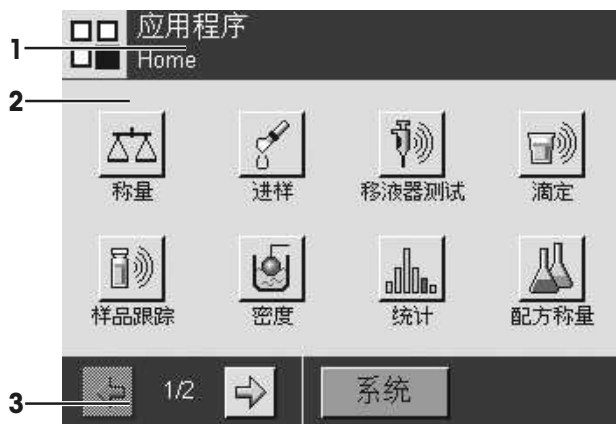 应用程序
1
Home
2
称量 进样 移液器测试 滴定
样品跟踪 密度 统计 配方称量
1/2 系统
3